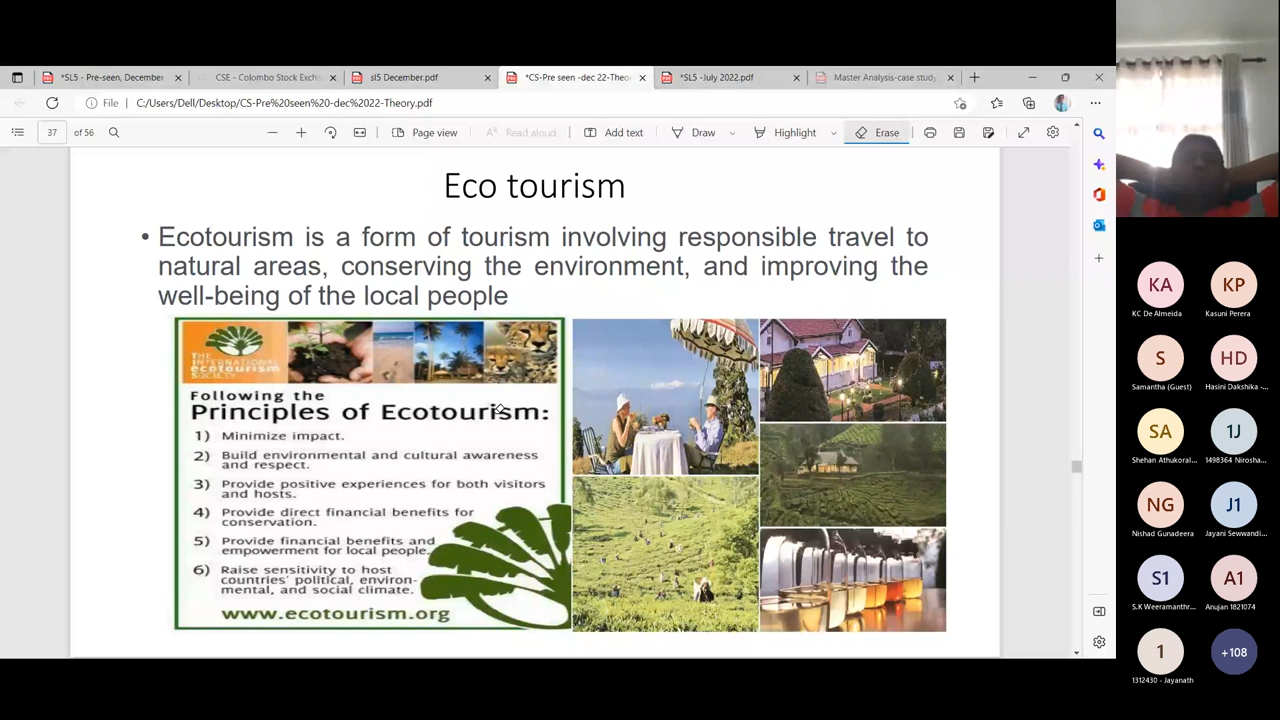 *SL5 - Pre-seen, December
CSE - Colombo Stock Exch
sl5 December.pdf
*CS-Pre seen -dec 22-Theor
*SL5 -July 2022.pdf
Master Analysis-case study
File
C:/Users/Dell/Desktop/CS-Pre%20seen%20-dec%2022-Theory.pdf
37 of 56
Page view
Read aloud
Add text
Draw
Highlight
Erase
Eco tourism
• Ecotourism is a form of tourism involving responsible travel to
natural areas, conserving the environment, and improving the
well-being of the local people
THE
INTERNATIONAL
ecotourism
SOCIETY
Following the
Principles of Ecotourism:
1) Minimize impact.
2) Build environmental and cultural awareness
and respect.
3) Provide positive experiences for both visitors
and hosts.
4) Provide direct financial benefits for
conservation.
5) Provide financial benefits and
empowerment for local people.
6) Raise sensitivity to host
countries' political, environ-
mental, and social climate.
www.ecotourism.org
KA
KC De Almeida
KP
Kasuni Perera
S
Samantha (Guest)
HD
Hasini Dakshika -...
SA
Shehan Athukoral...
1J
1498364 Nirosha...
NG
Nishad Gunadeera
J1
Jayani Sewwandi...
S1
S.K Weeramanthr...
A1
Anujan 1821074
1
1312430 - Jayanath
+108